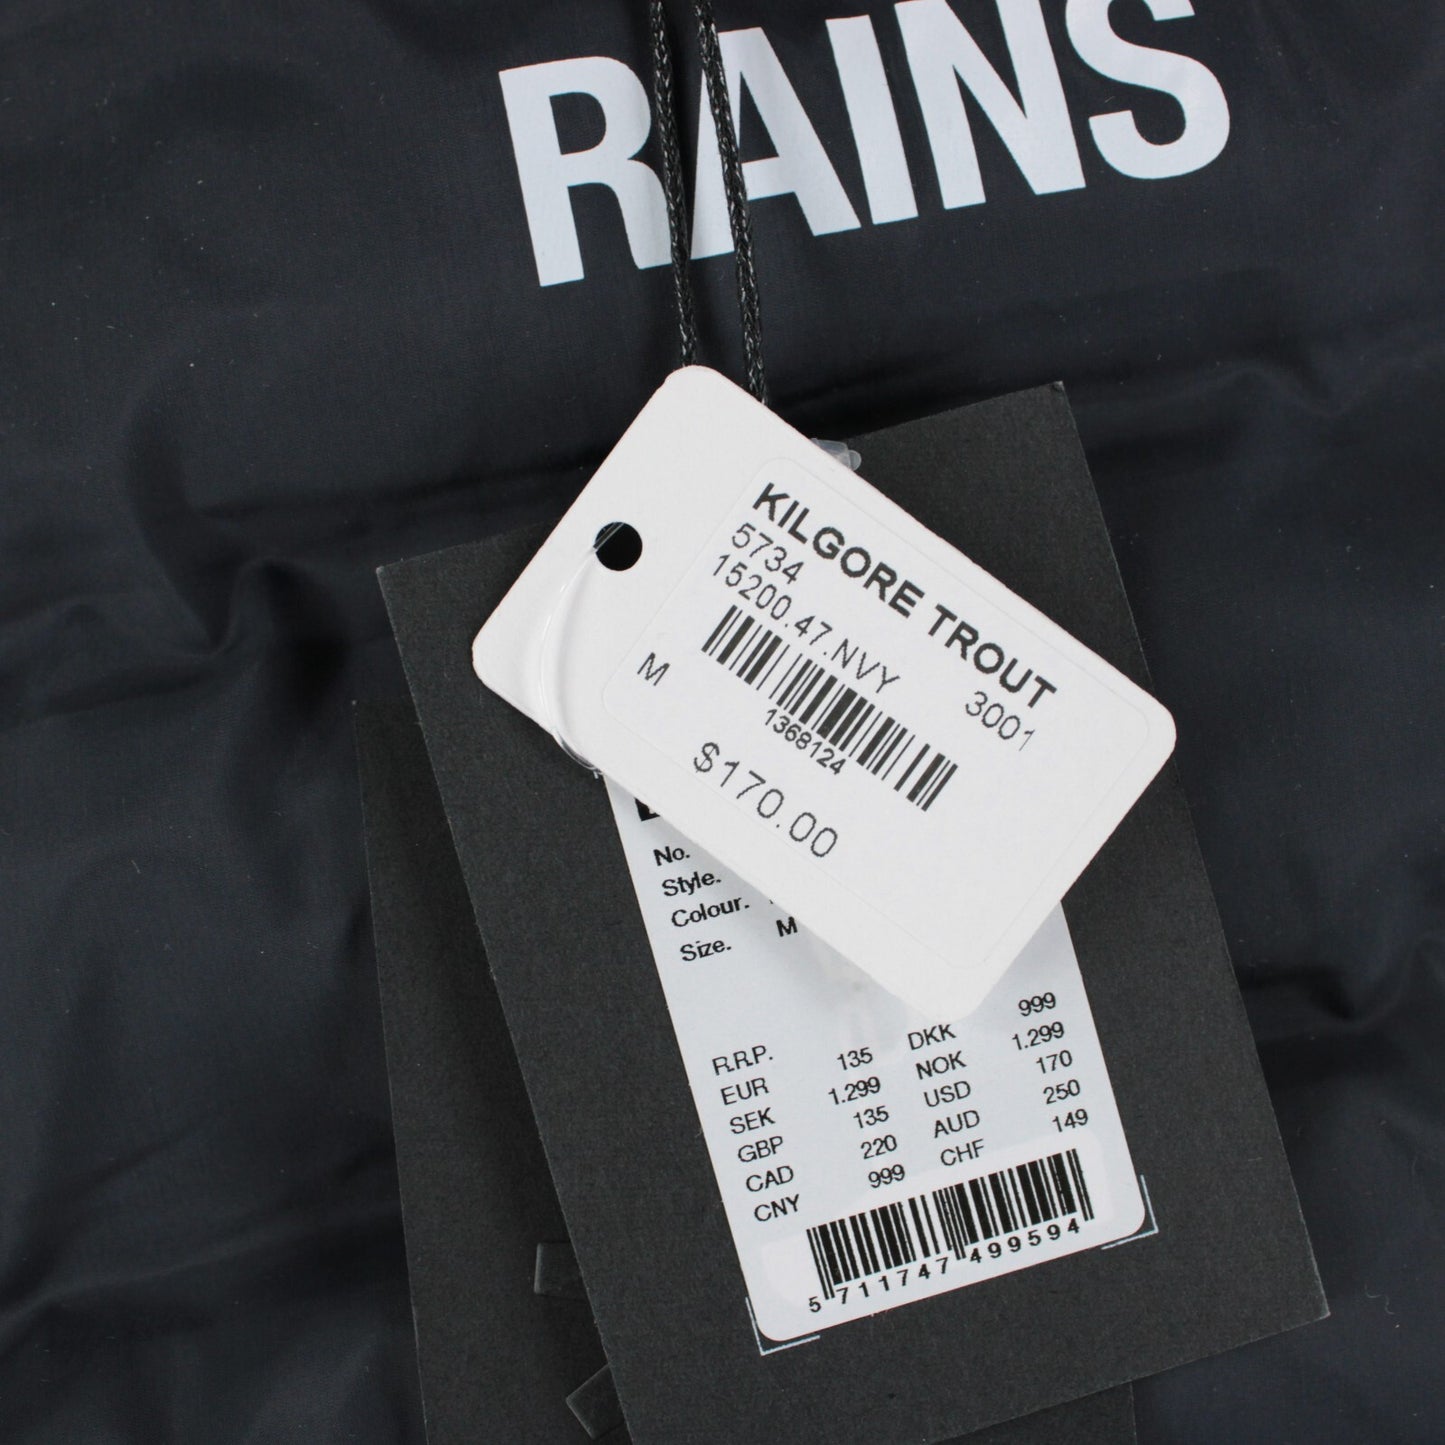 RAINS
KILGORE TROUT
5734
15200.47.NVY 3001
M
1368124
$170.00
No.
Style.
Colour.
Size. M
R.R.P.
EUR 135 DKK 999
SEK 1.299 NOK 1.299
GBP 135 USD 170
CAD 220 AUD 250
CNY 999 CHF 149
5 711747 499594